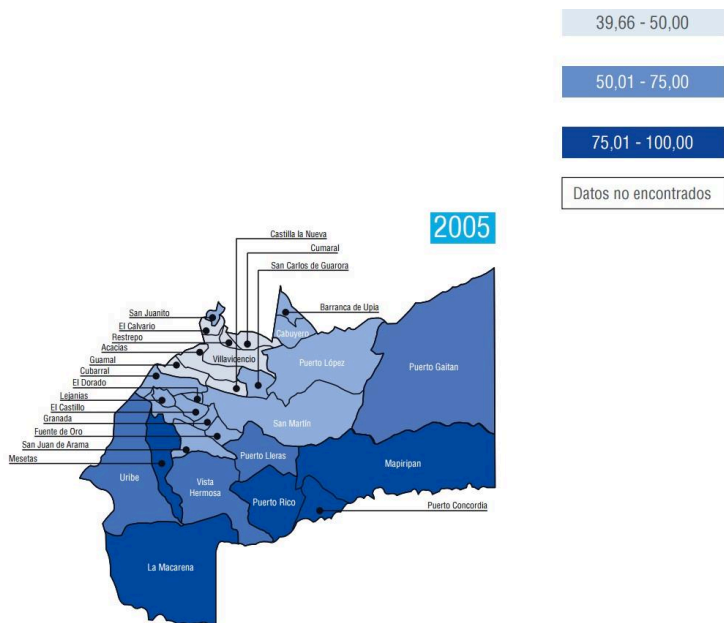 39,66 - 50,00
50,01 - 75,00
75,01 - 100,00
Datos no encontrados
2005
Castilla la Nueva
Cumaral
San Carlos de Guarora
San Juanito
Barranca de Upia
El Calvario
Cabuyero
Restrepo
Acacias
Villavicencio
Guamal
Puerto López
Puerto Gaitan
Cubarral
El Dorado
Lejanias
El Castillo
Granada
San Martín
Fuente de Oro
San Juan de Arama
Puerto Lleras
Mesetas
Mapiripan
Uribe
Vista
Hermosa
Puerto Rico
Puerto Concordia
La Macarena